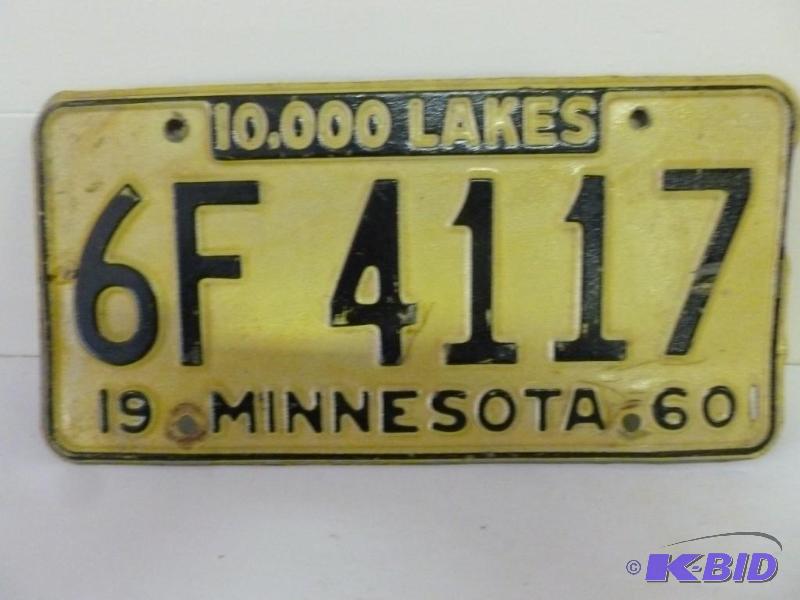 10.000 LAKES
6F 4117
19 MINNESOTA 60
© K-BID